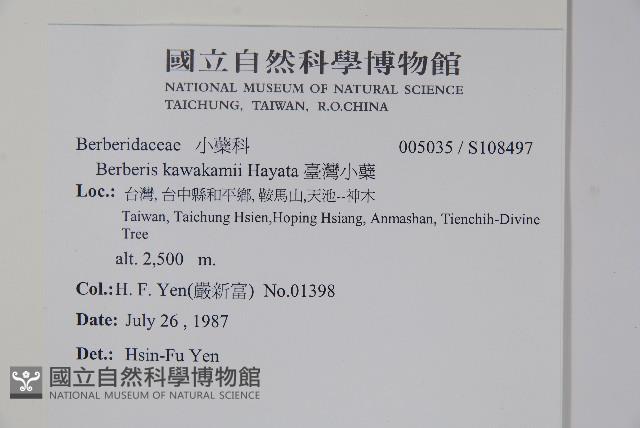 國立自然科學博物館
NATIONAL MUSEUM OF NATURAL SCIENCE
TAICHUNG, TAIWAN, R.O.CHINA
Berberidaceae 小蘗科 005035 / S108497
Berberis kawakamii Hayata 臺灣小蘗
Loc.: 台灣, 台中縣和平鄉, 鞍馬山,天池--神木
Taiwan, Taichung Hsien,Hoping Hsiang, Anmashan, Tienchih-Divine
Tree
alt. 2,500 m.
Col.: H. F. Yen(嚴新富) No.01398
Date: July 26 , 1987
Det.: Hsin-Fu Yen
國立自然科學博物館
NATIONAL MUSEUM OF NATURAL SCIENCE